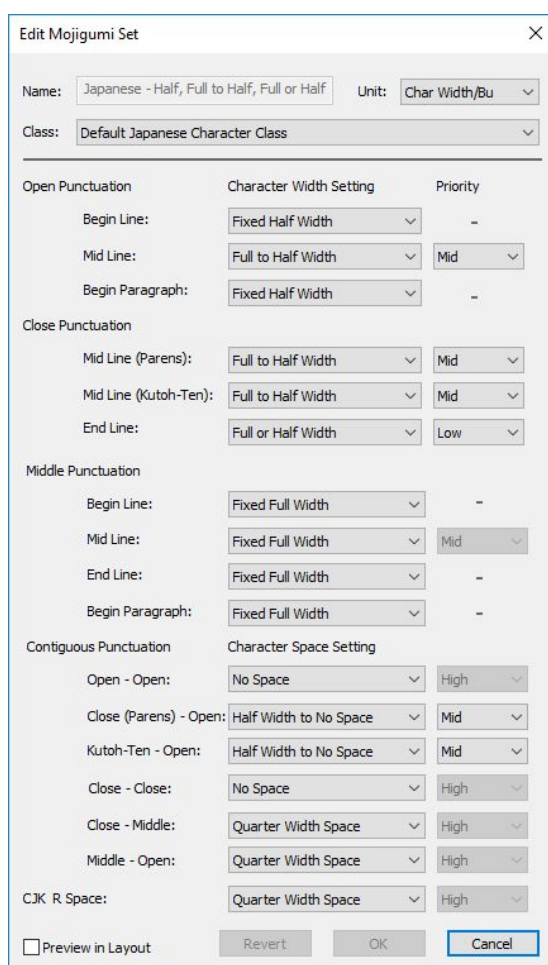 Edit Mojigumi Set
Name: Japanese - Half, Full to Half, Full or Half Unit: Char Width/Bu
Class: Default Japanese Character Class
Open Punctuation Character Width Setting Priority
Begin Line: Fixed Half Width -
Mid Line: Full to Half Width Mid
Begin Paragraph: Fixed Half Width -
Close Punctuation
Mid Line (Parens): Full to Half Width Mid
Mid Line (Kutoh-Ten): Full to Half Width Mid
End Line: Full or Half Width Low
Middle Punctuation
Begin Line: Fixed Full Width -
Mid Line: Fixed Full Width Mid
End Line: Fixed Full Width -
Begin Paragraph: Fixed Full Width -
Contiguous Punctuation Character Space Setting
Open - Open: No Space High
Close (Parens) - Open: Half Width to No Space Mid
Kutoh-Ten - Open: Half Width to No Space Mid
Close - Close: No Space High
Close - Middle: Quarter Width Space High
Middle - Open: Quarter Width Space High
CJK R Space: Quarter Width Space High
Preview in Layout Revert OK Cancel